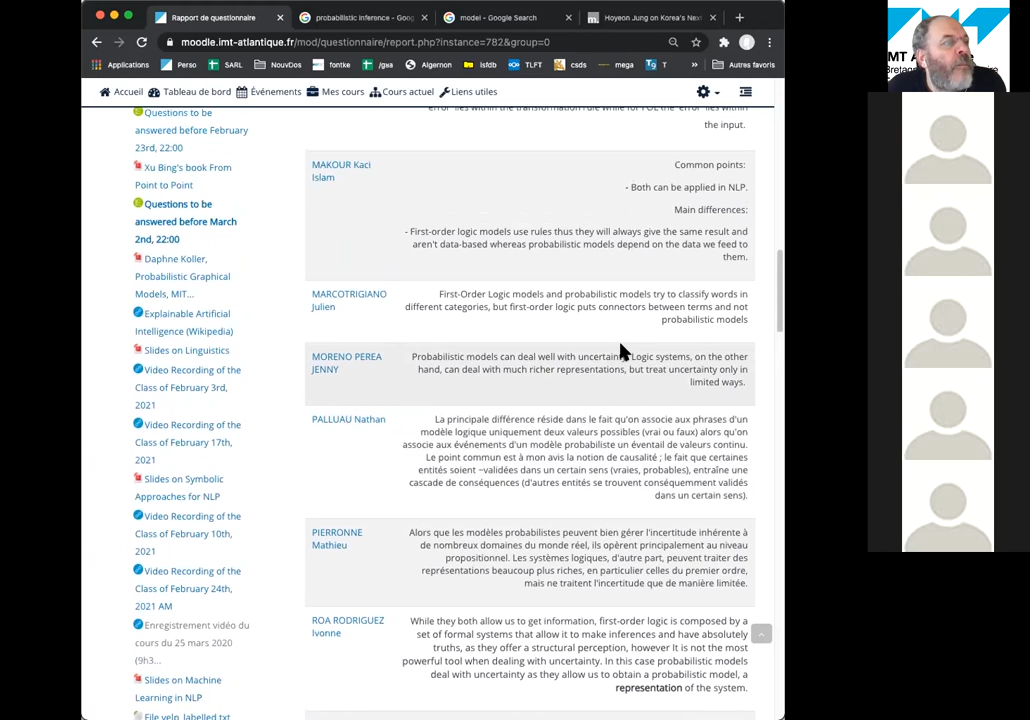 Rapport de questionnaire
probabilistic inference - Goog
model - Google Search
Hoyeon Jung on Korea's Next
moodle.imt-atlantique.fr/mod/questionnaire/report.php?instance=782&group=0
Applications
Perso
SARL
NouvDos
fontke
/gwa
Algernon
lsfdb
TLFT
csds
mega
T
»
Autres favoris
Accueil
Tableau de bord
Événements
Mes cours
Cours actuel
Liens utiles
Questions to be
answered before February
23rd, 22:00
Xu Bing's book From
Point to Point
Questions to be
answered before March
2nd, 22:00
Daphne Koller,
Probabilistic Graphical
Models, MIT...
Explainable Artificial
Intelligence (Wikipedia)
Slides on Linguistics
Video Recording of the
Class of February 3rd,
2021
Video Recording of the
Class of February 17th,
2021
Slides on Symbolic
Approaches for NLP
Video Recording of the
Class of February 10th,
2021
Video Recording of the
Class of February 24th,
2021 AM
Enregistrement vidéo du
cours du 25 mars 2020
(9h3...
Slides on Machine
Learning in NLP
File yelp_labelled.txt
the input.
MAKOUR Kaci
Islam
Common points:
- Both can be applied in NLP.
Main differences:
- First-order logic models use rules thus they will always give the same result and
aren't data-based whereas probabilistic models depend on the data we feed to
them.
MARCOTRIGIANO
Julien
First-Order Logic models and probabilistic models try to classify words in
different categories, but first-order logic puts connectors between terms and not
probabilistic models
MORENO PEREA
JENNY
Probabilistic models can deal well with uncertainty. Logic systems, on the other
hand, can deal with much richer representations, but treat uncertainty only in
limited ways.
PALLUAU Nathan
La principale différence réside dans le fait qu'on associe aux phrases d'un
modèle logique uniquement deux valeurs possibles (vrai ou faux) alors qu'on
associe aux événements d'un modèle probabiliste un éventail de valeurs continu.
Le point commun est à mon avis la notion de causalité ; le fait que certaines
entités soient ~validées dans un certain sens (vraies, probables), entraîne une
cascade de conséquences (d'autres entités se trouvent conséquemment validés
dans un certain sens).
PIERRONNE
Mathieu
Alors que les modèles probabilistes peuvent bien gérer l'incertitude inhérente à
de nombreux domaines du monde réel, ils opèrent principalement au niveau
propositionnel. Les systèmes logiques, d'autre part, peuvent traiter des
représentations beaucoup plus riches, en particulier celles du premier ordre,
mais ne traitent l'incertitude que de manière limitée.
ROA RODRIGUEZ
Ivonne
While they both allow us to get information, first-order logic is composed by a
set of formal systems that allow it to make inferences and have absolutely
truths, as they offer a structural perception, however It is not the most
powerful tool when dealing with uncertainty. In this case probabilistic models
deal with uncertainty as they allow us to obtain a probabilistic model, a
representation of the system.